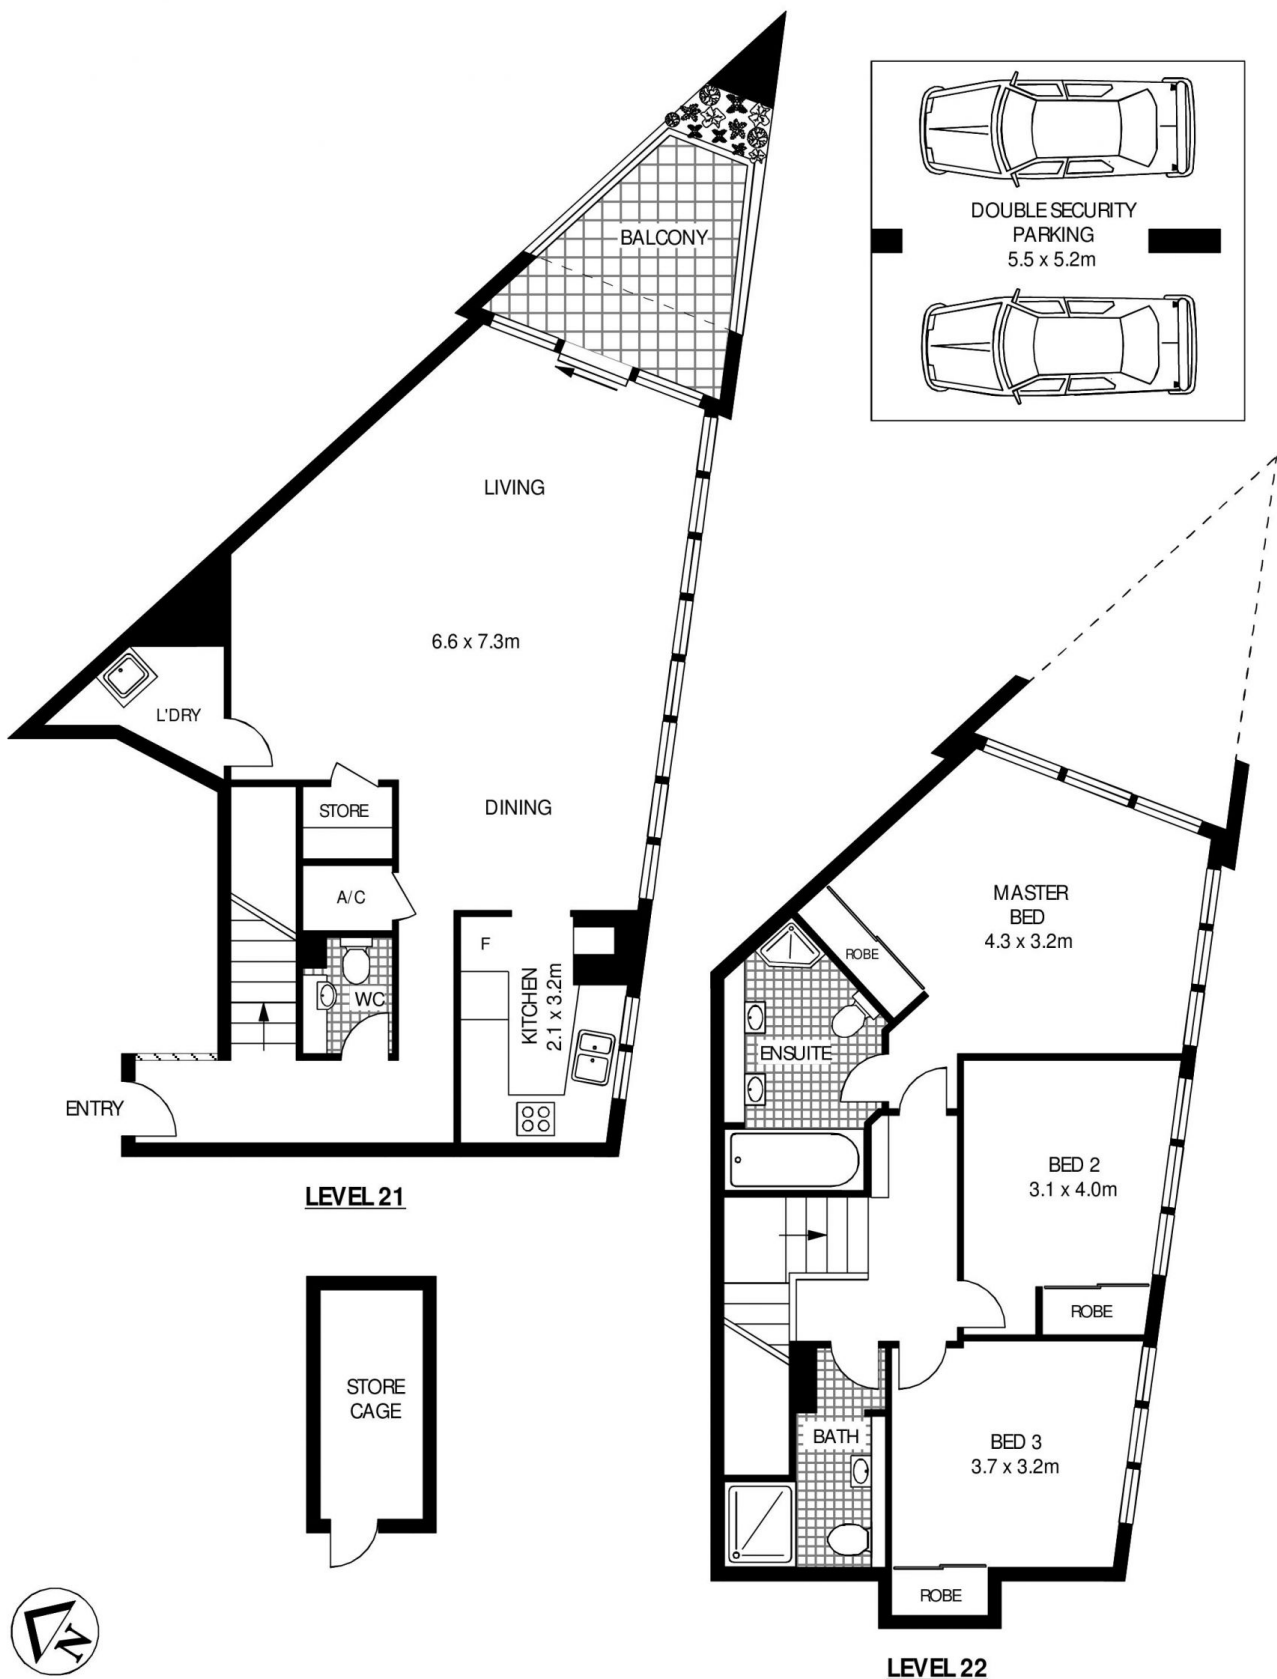 BALCONY
DOUBLE SECURITY
PARKING
5.5 x 5.2m
LIVING
6.6 x 7.3m
L'DRY
STORE
DINING
A/C
F
KITCHEN
2.1 x 3.2m
WC
ENTRY
LEVEL 21
MASTER
BED
4.3 x 3.2m
ROBE
ENSUITE
BED 2
3.1 x 4.0m
ROBE
STORE
CAGE
BATH
BED 3
3.7 x 3.2m
ROBE
N
LEVEL 22